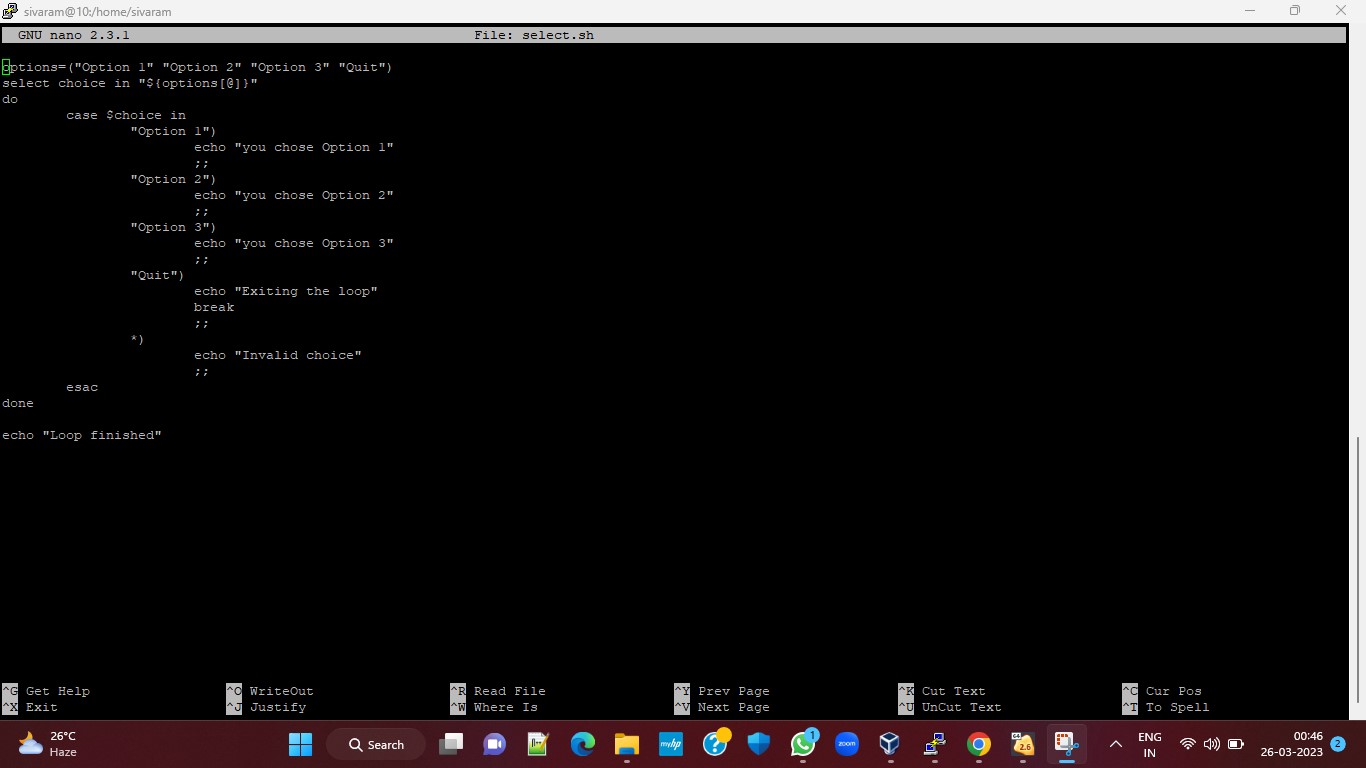 sivaram@10:/home/sivaram
GNU nano 2.3.1 File: select.sh
options=("Option 1" "Option 2" "Option 3" "Quit")
select choice in "${options[@]}"
do
case $choice in
"Option 1")
echo "you chose Option 1"
;;
"Option 2")
echo "you chose Option 2"
;;
"Option 3")
echo "you chose Option 3"
;;
"Quit")
echo "Exiting the loop"
break
;;
*)
echo "Invalid choice"
;;
esac
done
echo "Loop finished"
^G Get Help ^O WriteOut ^R Read File ^Y Prev Page ^K Cut Text ^C Cur Pos
^X Exit ^J Justify ^W Where Is ^V Next Page ^U UnCut Text ^T To Spell
26°C
Haze
Search
myhp
1
zoom
64
2.6
ENG
IN
00:46
26-03-2023
2